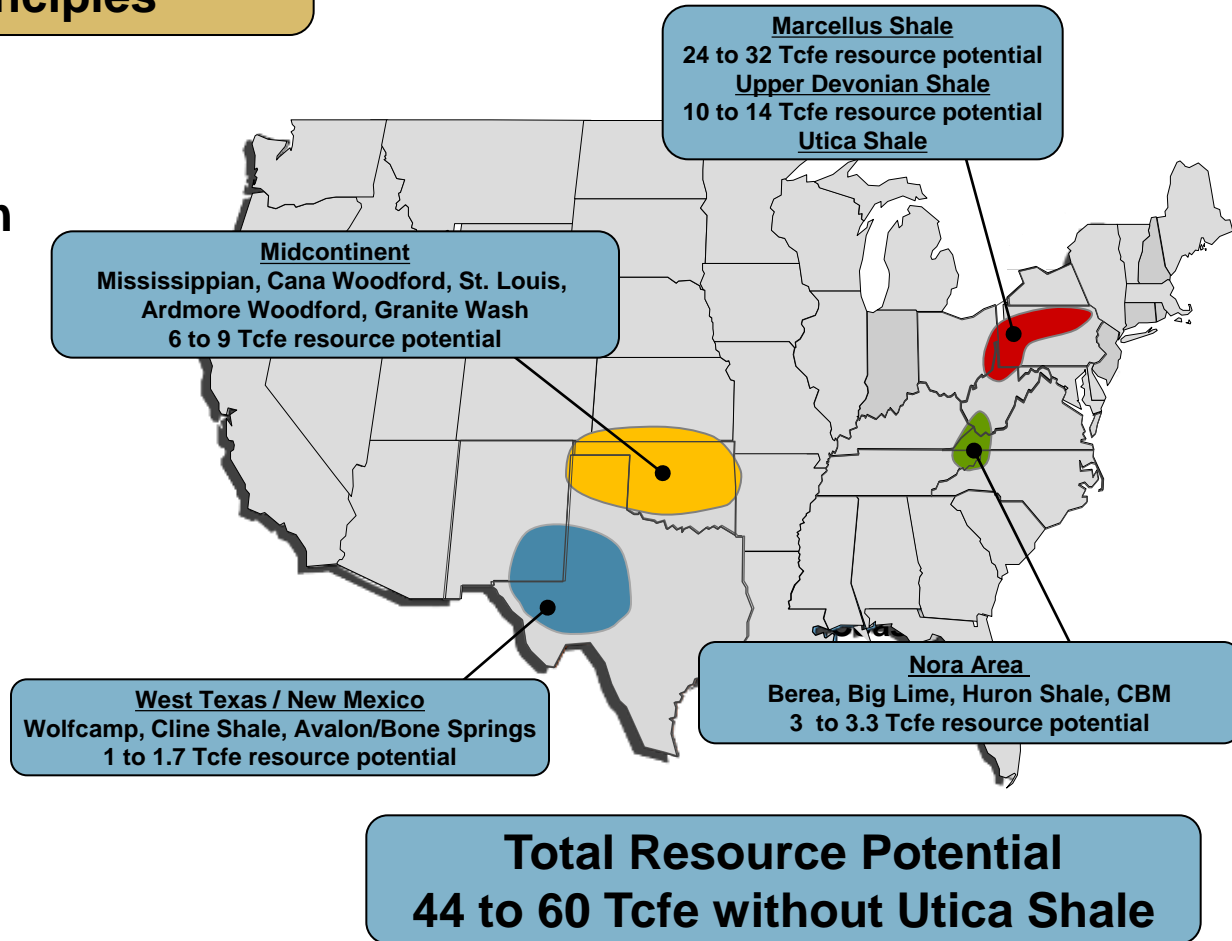 Marcellus Shale
24 to 32 Tcfe resource potential
Upper Devonian Shale
10 to 14 Tcfe resource potential
Utica Shale
Midcontinent
Mississippian, Cana Woodford, St. Louis,
Ardmore Woodford, Granite Wash
6 to 9 Tcfe resource potential
Nora Area
Berea, Big Lime, Huron Shale, CBM
3 to 3.3 Tcfe resource potential
West Texas / New Mexico
Wolfcamp, Cline Shale, Avalon/Bone Springs
1 to 1.7 Tcfe resource potential
Total Resource Potential
44 to 60 Tcfe without Utica Shale